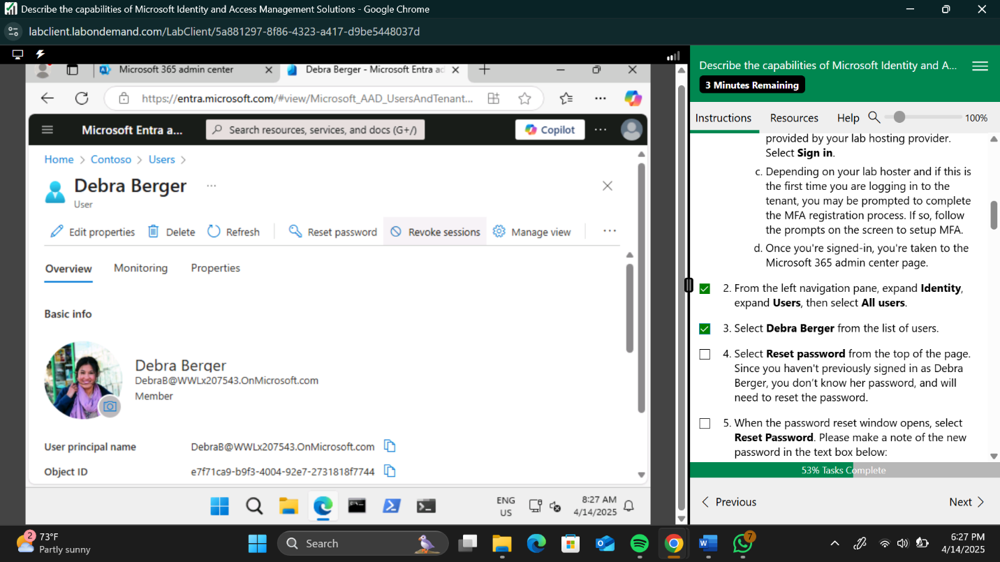 Describe the capabilities of Microsoft Identity and Access Management Solutions - Google Chrome
labclient.labondemand.com/LabClient/5a881297-8f86-4323-a417-d9be5448037d
Microsoft 365 admin center
Debra Berger - Microsoft Entra ad
https://entra.microsoft.com/#view/Microsoft_AAD_UsersAndTenant...
Microsoft Entra a...
Search resources, services, and docs (G+/)
Copilot
Home > Contoso > Users >
Debra Berger
User
Edit properties
Delete
Refresh
Reset password
Revoke sessions
Manage view
Overview
Monitoring
Properties
Basic info
Debra Berger
DebraB@WWLx207543.OnMicrosoft.com
Member
User principal name
DebraB@WWLx207543.OnMicrosoft.com
Object ID
e7f71ca9-b9f3-4004-92e7-2731818f7744
ENG
US
8:27 AM
4/14/2025
Describe the capabilities of Microsoft Identity and A...
3 Minutes Remaining
Instructions
Resources
Help
100%
provided by your lab hosting provider.
Select Sign in.
c. Depending on your lab hoster and if this is
the first time you are logging in to the
tenant, you may be prompted to complete
the MFA registration process. If so, follow
the prompts on the screen to setup MFA.
d. Once you're signed-in, you're taken to the
Microsoft 365 admin center page.
2. From the left navigation pane, expand Identity,
expand Users, then select All users.
3. Select Debra Berger from the list of users.
4. Select Reset password from the top of the page.
Since you haven't previously signed in as Debra
Berger, you don't know her password, and will
need to reset the password.
5. When the password reset window opens, select
Reset Password. Please make a note of the new
password in the text box below:
53% Tasks Complete
< Previous
Next >
2
73°F
Partly sunny
Search
7
6:27 PM
4/14/2025